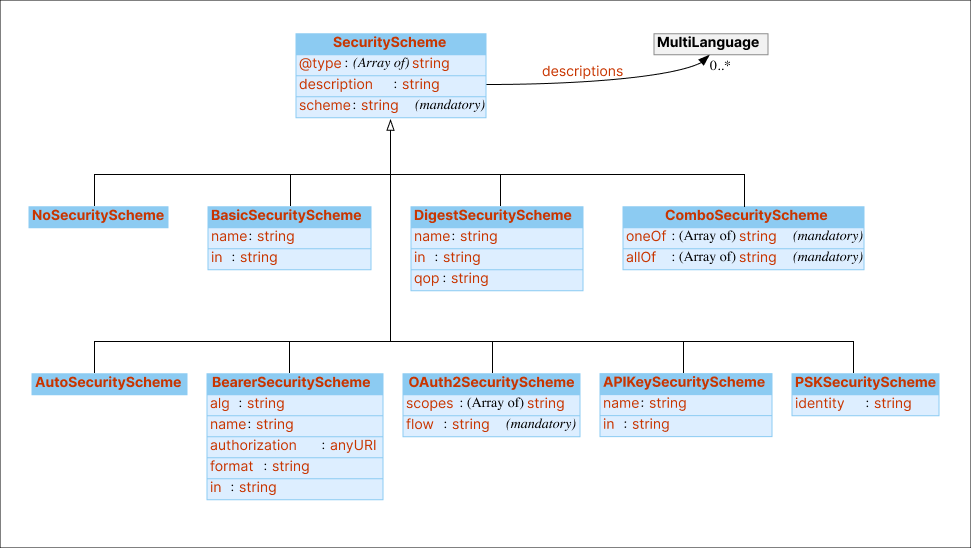 SecurityScheme
@type : (Array of) string
description : string
scheme : string (mandatory)
descriptions
MultiLanguage
0..*
NoSecurityScheme
BasicSecurityScheme
name : string
in : string
DigestSecurityScheme
name : string
in : string
qop : string
ComboSecurityScheme
oneOf : (Array of) string (mandatory)
allOf : (Array of) string (mandatory)
AutoSecurityScheme
BearerSecurityScheme
alg : string
name : string
authorization : anyURI
format : string
in : string
OAuth2SecurityScheme
scopes : (Array of) string
flow : string (mandatory)
APIKeySecurityScheme
name : string
in : string
PSKSecurityScheme
identity : string